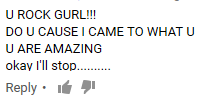 U ROCK GURL!!!
DO U CAUSE I CAME TO WHAT U
U ARE AMAZING
okay I'll stop..........
Reply •